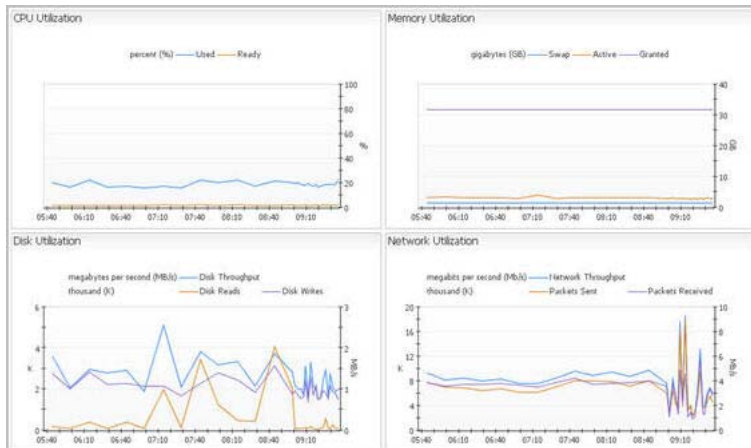 CPU Utilization
percent (%) Used Ready
100
80
60
40
20
0
%
05:40 06:10 06:40 07:10 07:40 08:10 08:40 09:10
Memory Utilization
gigabytes (GB) Swap Active Granted
40
30
20
10
0
GB
05:40 06:10 06:40 07:10 07:40 08:10 08:40 09:10
Disk Utilization
megabytes per second (MB/s) Disk Throughput
thousand (K) Disk Reads Disk Writes
6
4
2
0
K
3
2
1
0
MB/s
05:40 06:10 06:40 07:10 07:40 08:10 08:40 09:10
Network Utilization
megabits per second (Mb/s) Network Throughput
thousand (K) Packets Sent Packets Received
20
16
12
8
4
0
K
10
8
6
4
2
0
Mb/s
05:40 06:10 06:40 07:10 07:40 08:10 08:40 09:10